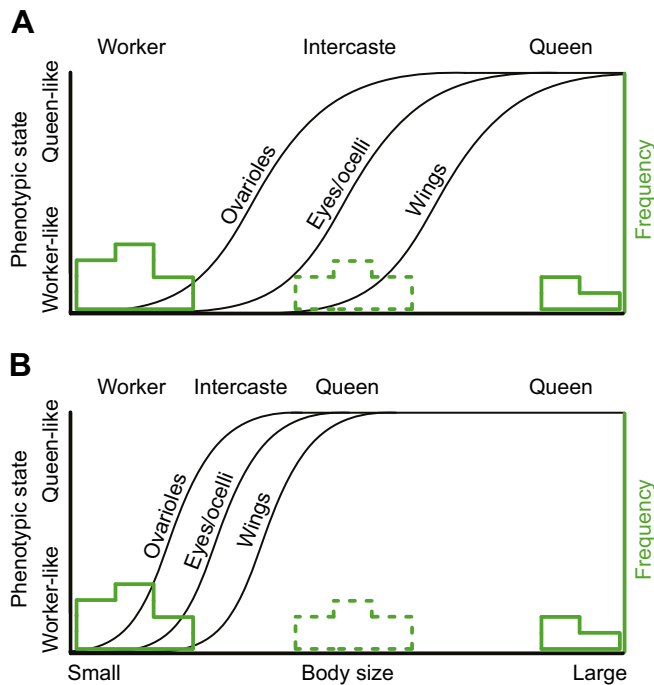 A
Worker Intercaste Queen
Phenotypic state
Worker-like Queen-like
Ovarioles
Eyes/ocelli
Wings
Frequency
B
Worker Intercaste Queen Queen
Phenotypic state
Worker-like Queen-like
Ovarioles
Eyes/ocelli
Wings
Frequency
Small Body size Large